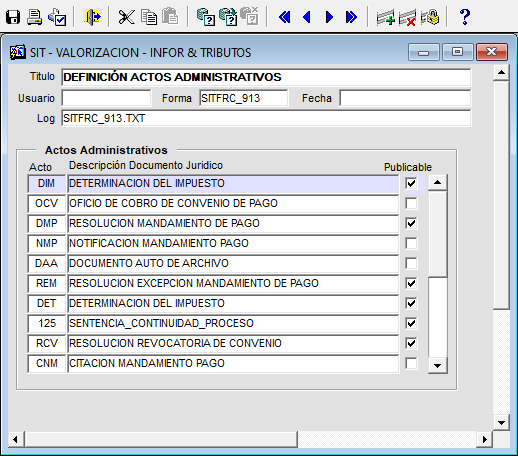 SIT - VALORIZACION - INFOR & TRIBUTOS
Titulo DEFINICIÓN ACTOS ADMINISTRATIVOS
Usuario Forma SITFRC_913 Fecha
Log SITFRC_913.TXT
Actos Administrativos
Acto Descripción Documento Juridico Publicable
DIM DETERMINACION DEL IMPUESTO
OCV OFICIO DE COBRO DE CONVENIO DE PAGO
DMP RESOLUCION MANDAMIENTO DE PAGO
NMP NOTIFICACION MANDAMIENTO PAGO
DAA DOCUMENTO AUTO DE ARCHIVO
REM RESOLUCION EXCEPCION MANDAMIENTO DE PAGO
DET DETERMINACION DEL IMPUESTO
125 SENTENCIA_CONTINUIDAD_PROCESO
RCV RESOLUCION REVOCATORIA DE CONVENIO
CNM CITACION MANDAMIENTO PAGO